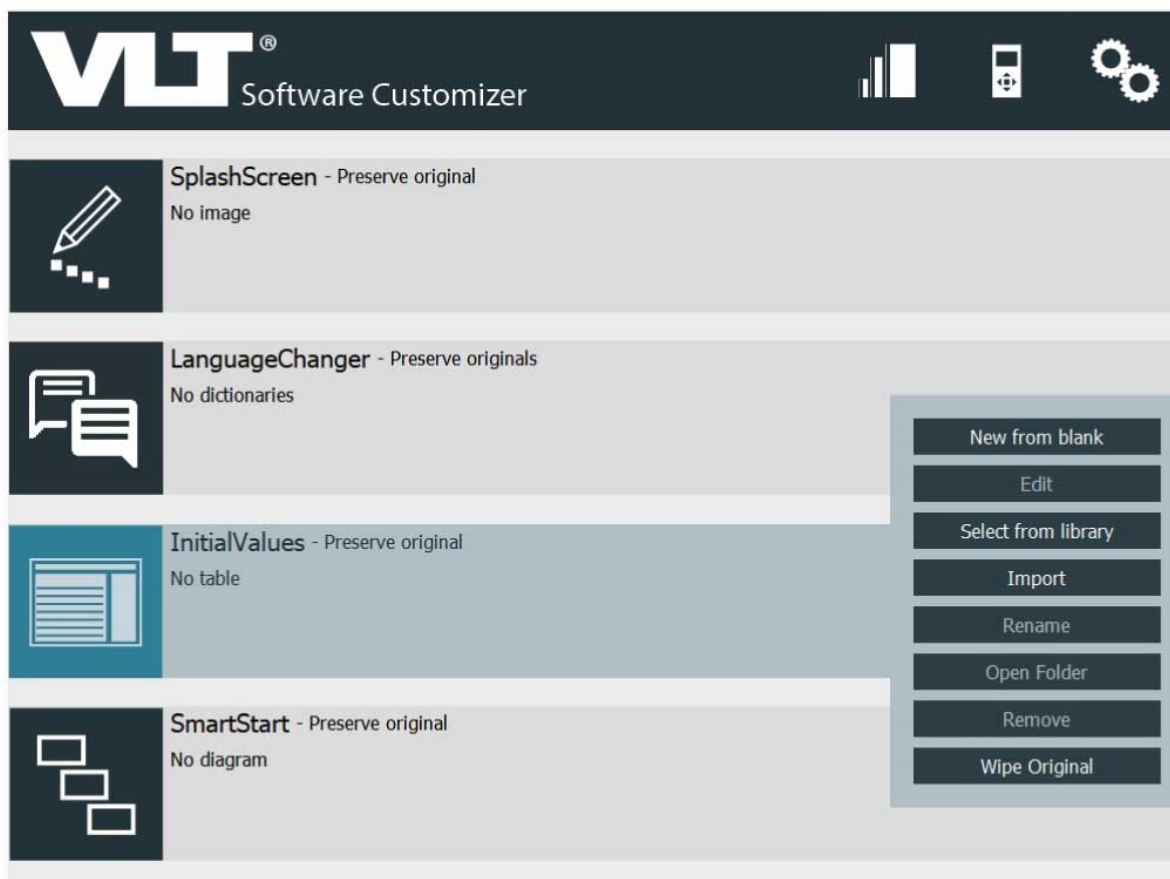 VLT®
Software Customizer
SplashScreen - Preserve original
No image
LanguageChanger - Preserve originals
No dictionaries
InitialValues - Preserve original
No table
New from blank
Edit
Select from library
Import
Rename
Open Folder
Remove
Wipe Original
SmartStart - Preserve original
No diagram